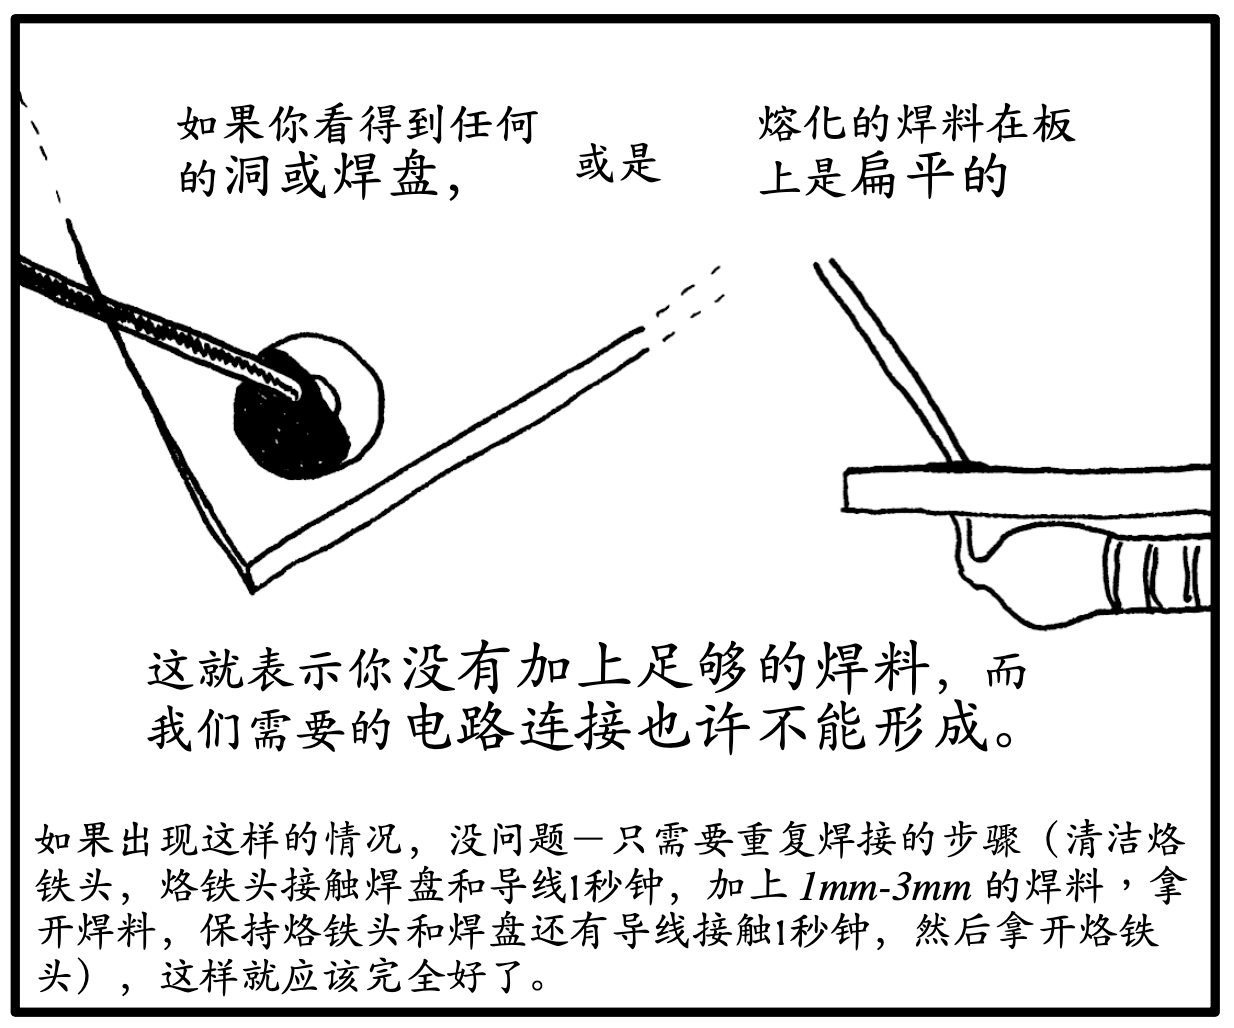 如果你看得到任何
的洞或焊盘，
或是
熔化的焊料在板
上是扁平的
这就表示你没有加上足够的焊料，而
我们需要的电路连接也许不能形成。
如果出现这样的情况，没问题－只需要重复焊接的步骤（清洁烙
铁头，烙铁头接触焊盘和导线1秒钟，加上 1mm-3mm 的焊料，拿
开焊料，保持烙铁头和焊盘还有导线接触1秒钟，然后拿开烙铁
头），这样就应该完全好了。